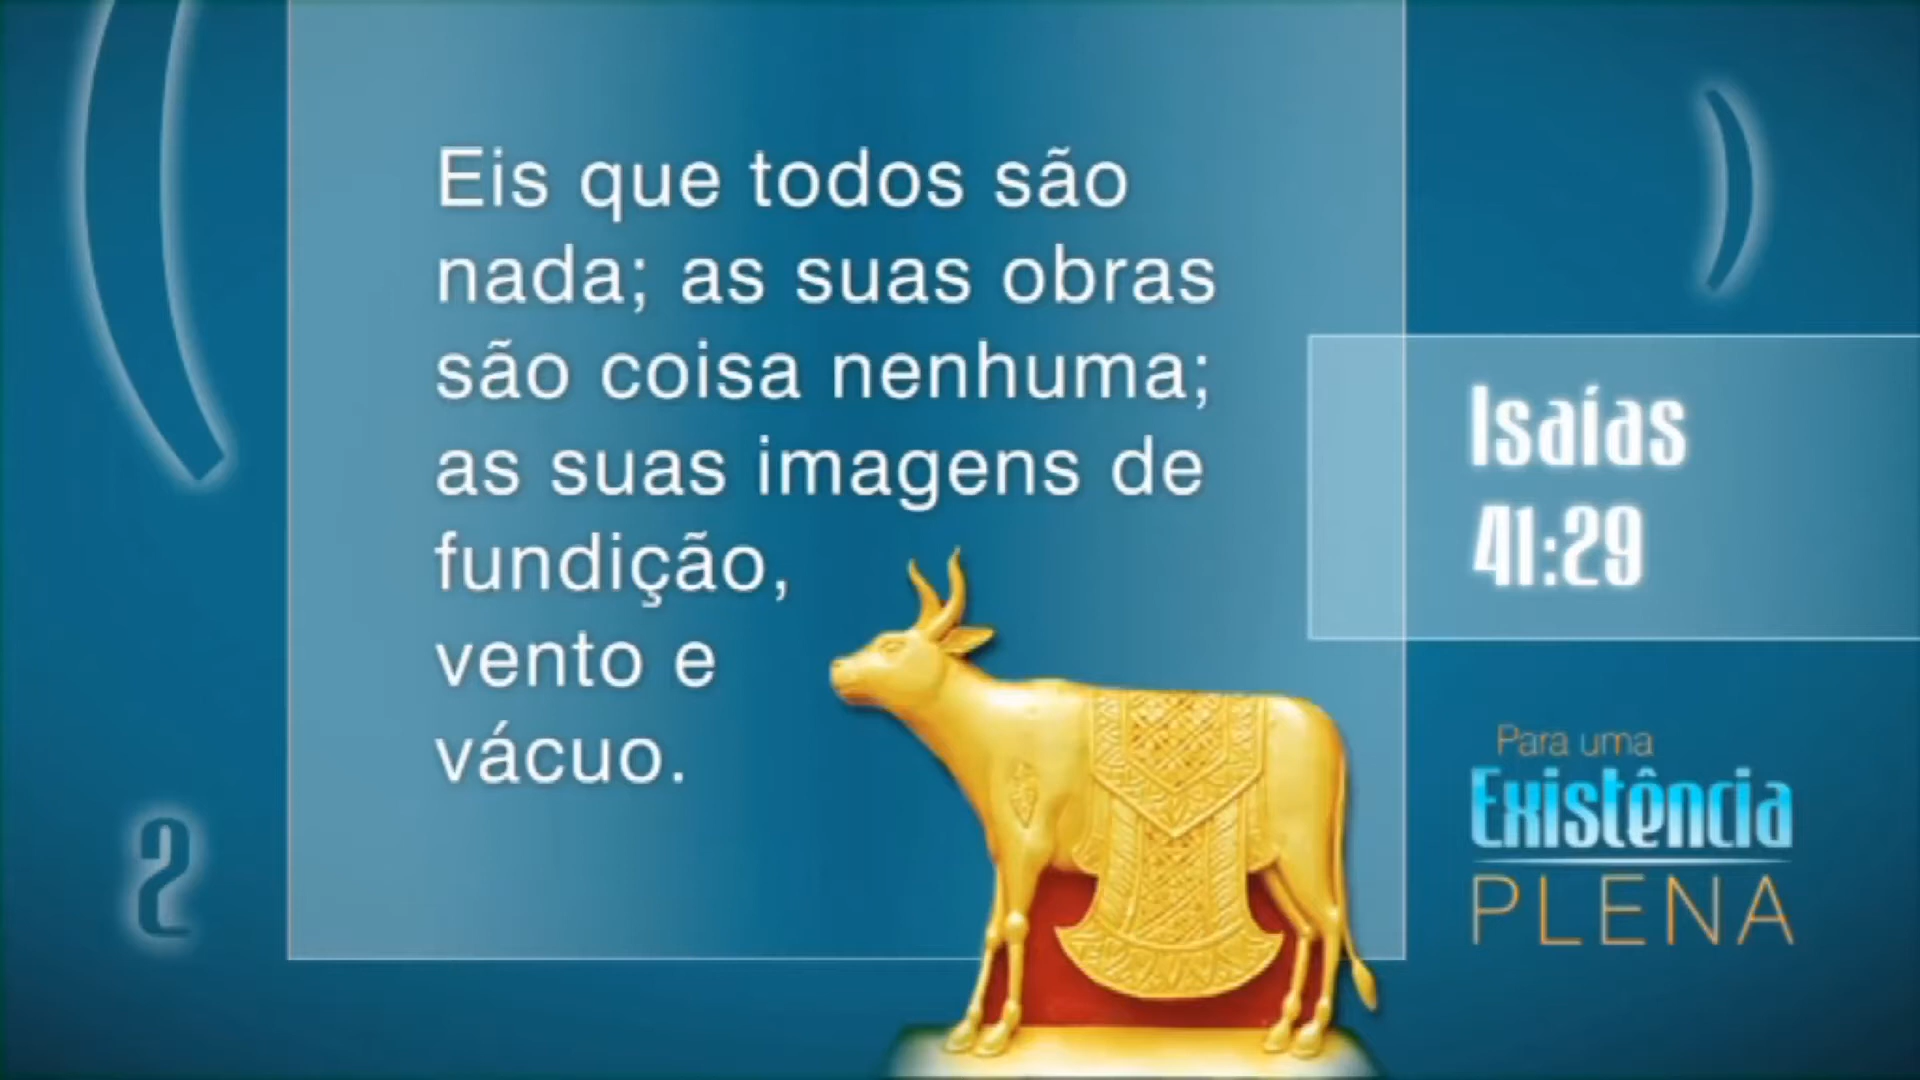 Eis que todos são
nada; as suas obras
são coisa nenhuma;
as suas imagens de
fundição,
vento e
vácuo.
Isaías
41:29
Para uma
Existência
PLENA
2